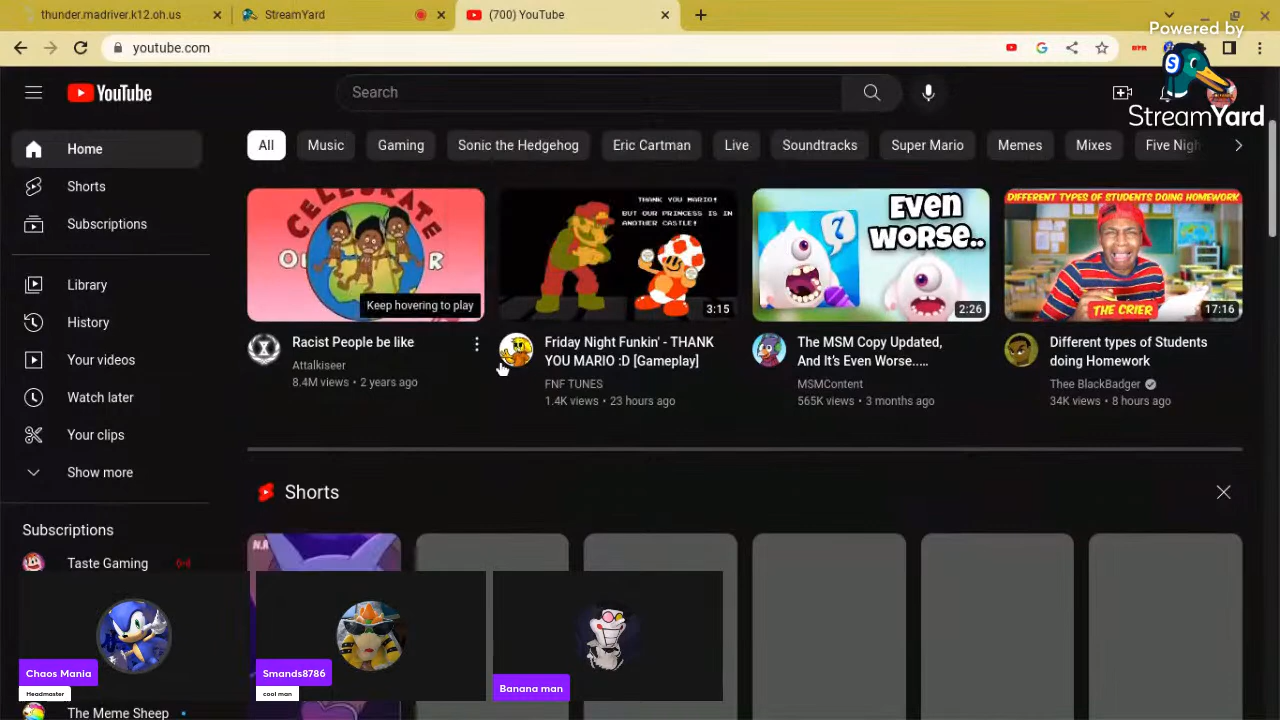 thunder.madriver.k12.oh.us
StreamYard
(700) YouTube
Powered by
youtube.com
StreamYard
YouTube
Search
Home
Shorts
Subscriptions
Library
History
Your videos
Watch later
Your clips
Show more
Subscriptions
Taste Gaming
The Meme Sheep
All
Music
Gaming
Sonic the Hedgehog
Eric Cartman
Live
Soundtracks
Super Mario
Memes
Mixes
Five Nigh
CELEBRATE
Keep hovering to play
Racist People be like
Attalkiseer
8.4M views • 2 years ago
THANK YOU MARIO!
BUT OUR PRINCESS IS IN
ANOTHER CASTLE!
3:15
Friday Night Funkin' - THANK
YOU MARIO :D [Gameplay]
FNF TUNES
1.4K views • 23 hours ago
EVEN
WORSE..
2:26
The MSM Copy Updated,
And It's Even Worse.....
MSMContent
565K views • 3 months ago
DIFFERENT TYPES OF STUDENTS DOING HOMEWORK
THE CRIER
17:16
Different types of Students
doing Homework
Thee BlackBadger
34K views • 8 hours ago
Shorts
Chaos Mania
Headmaster
Smands8786
cool man
Banana man